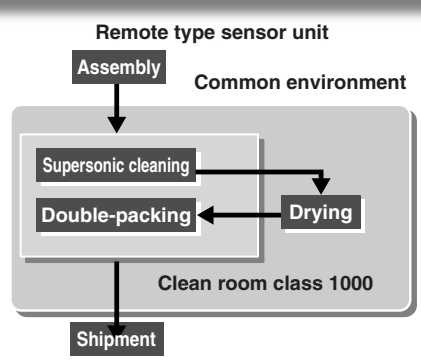 Remote type sensor unit
Assembly
Common environment
Supersonic cleaning
Double-packing
Drying
Clean room class 1000
Shipment